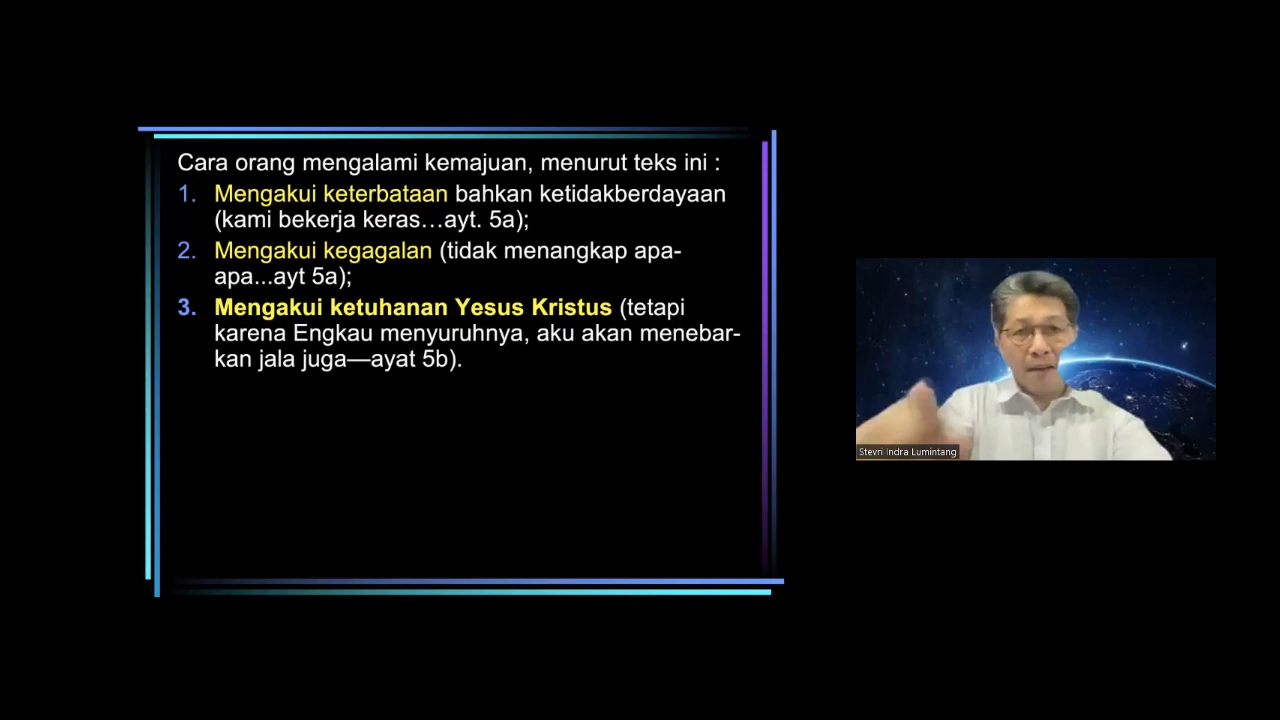 Cara orang mengalami kemajuan, menurut teks ini :
1. Mengakui keterbataan bahkan ketidakberdayaan
(kami bekerja keras…ayt. 5a);
2. Mengakui kegagalan (tidak menangkap apa-
apa...ayt 5a);
3. Mengakui ketuhanan Yesus Kristus (tetapi
karena Engkau menyuruhnya, aku akan menebar-
kan jala juga—ayat 5b).
Stevri Indra Lumintang